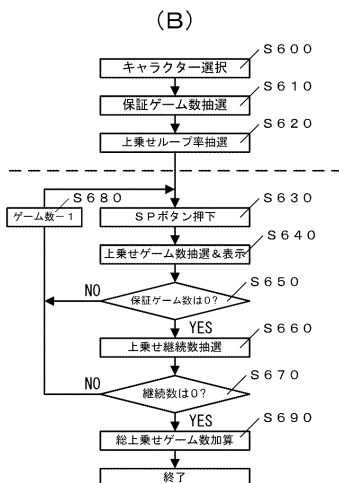 (B)
S600
キャラクター選択
S610
保証ゲーム数抽選
S620
上乗せループ率抽選
S680
ゲーム数－1
S630
SPボタン押下
S640
上乗せゲーム数抽選＆表示
S650
NO
保証ゲーム数は0?
YES
S660
上乗せ継続数抽選
S670
NO
継続数は0?
YES
S690
総上乗せゲーム数加算
終了